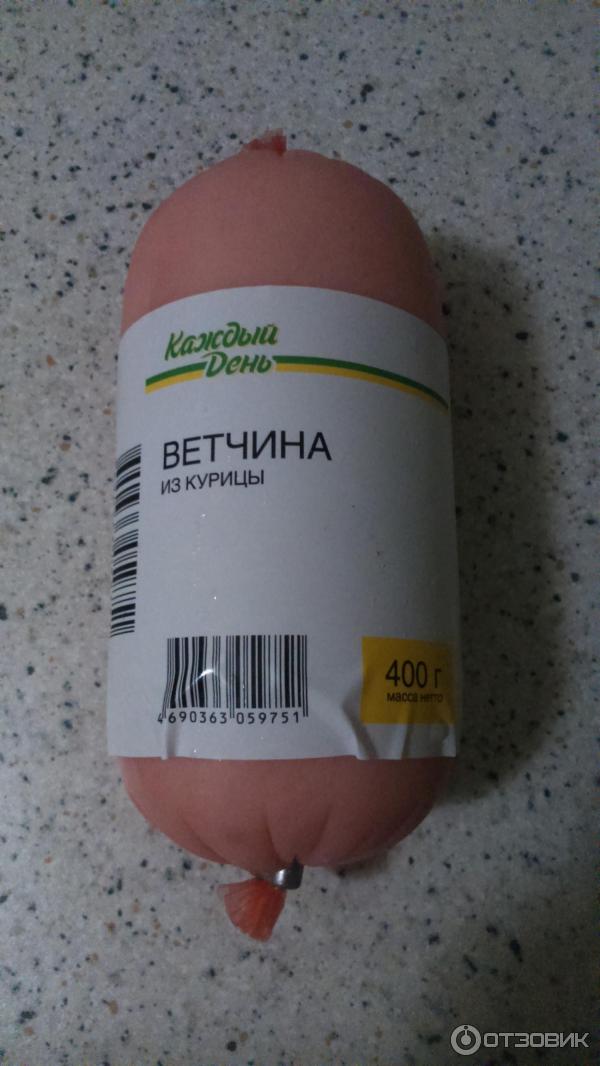 Каждый
День
ВЕТЧИНА
ИЗ КУРИЦЫ
400 г
масса нетто
4 690363 059751
ОТЗОВИК